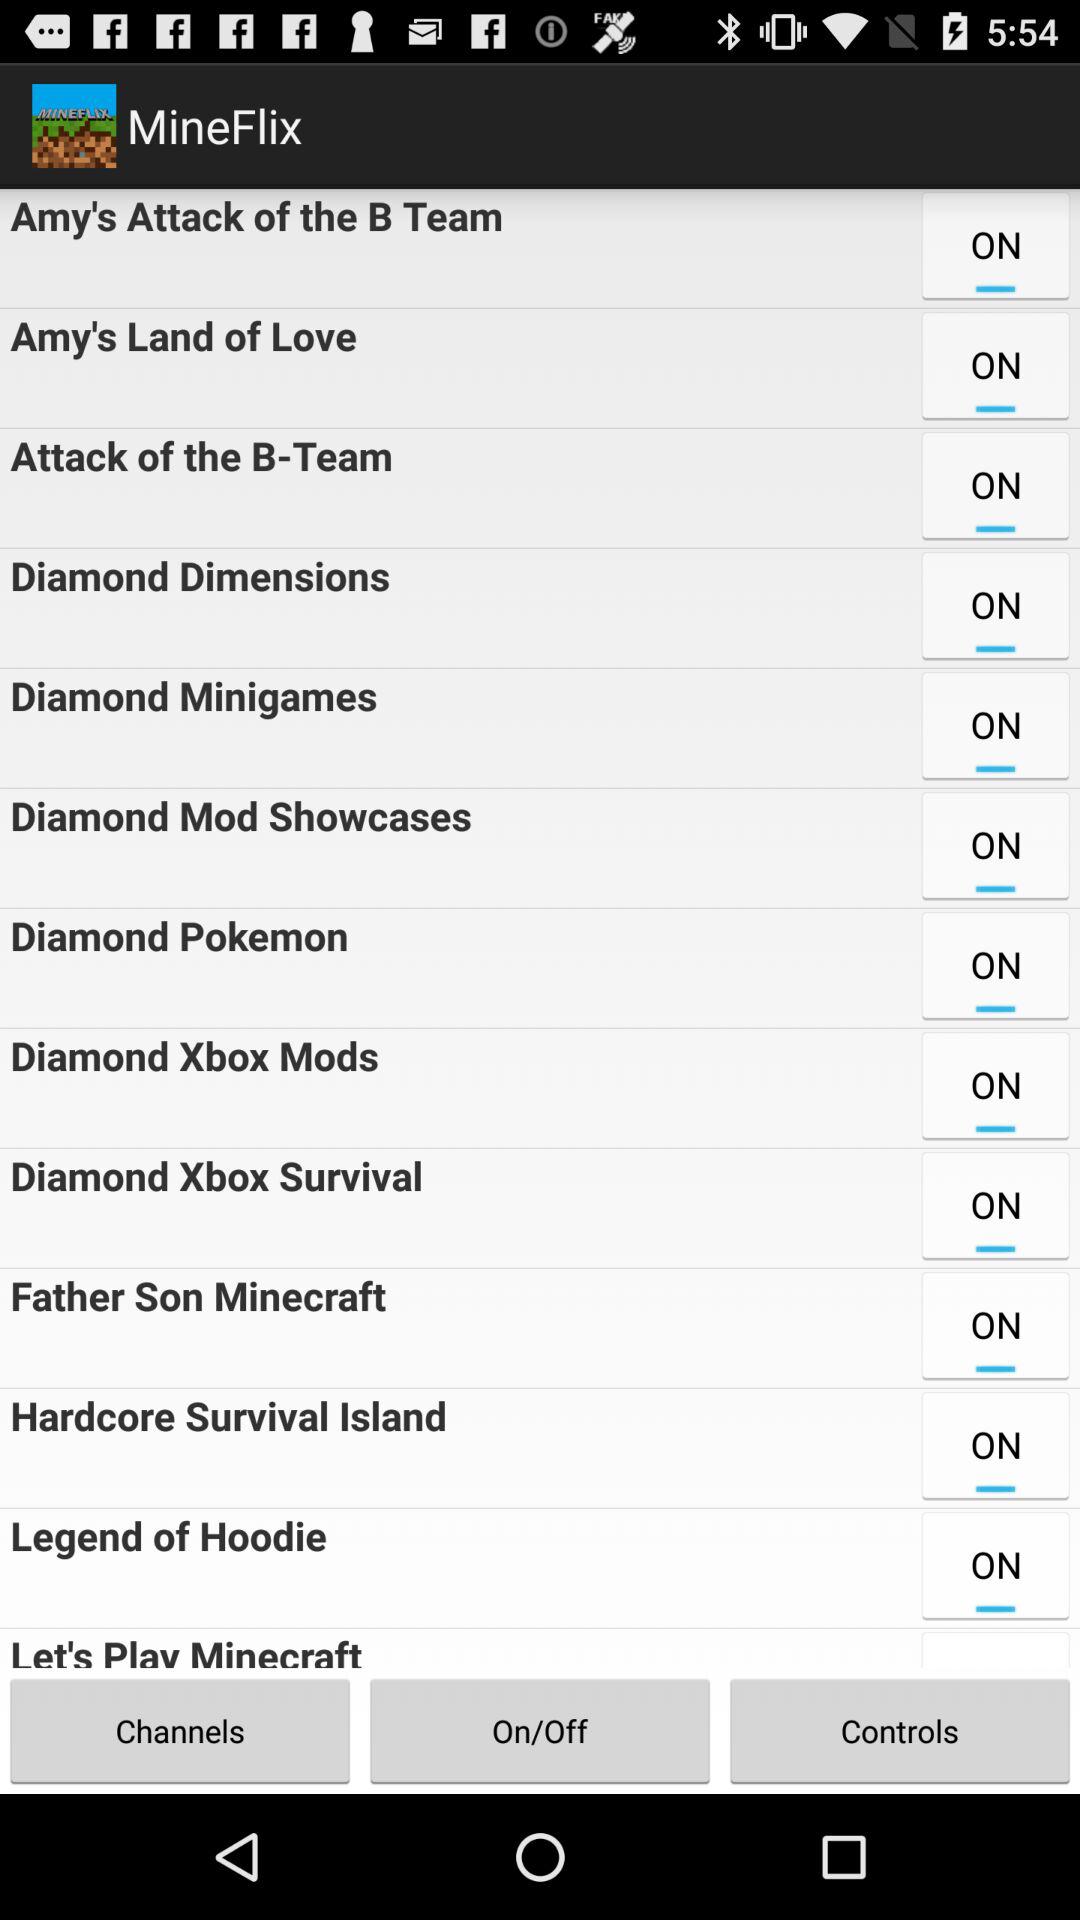 FAKE
5:54
MINEFLIX
MineFlix
Amy's Attack of the B Team
ON
Amy's Land of Love
ON
Attack of the B-Team
ON
Diamond Dimensions
ON
Diamond Minigames
ON
Diamond Mod Showcases
ON
Diamond Pokemon
ON
Diamond Xbox Mods
ON
Diamond Xbox Survival
ON
Father Son Minecraft
ON
Hardcore Survival Island
ON
Legend of Hoodie
ON
Let's Play Minecraft
Channels
On/Off
Controls